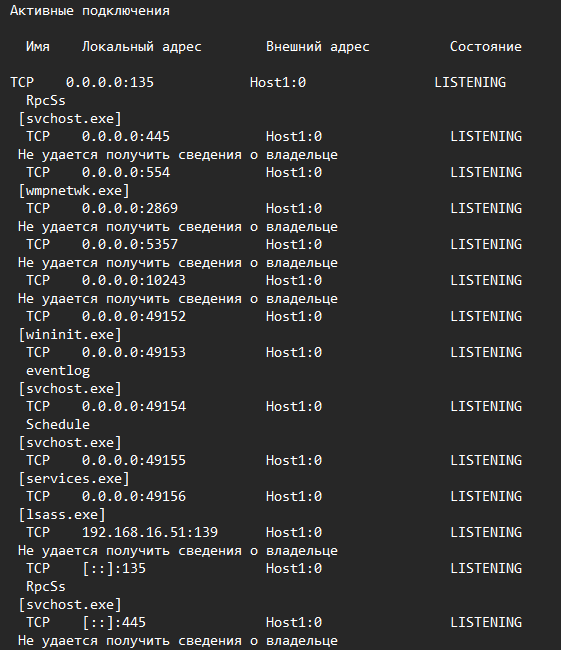 Активные подключения
Имя Локальный адрес Внешний адрес Состояние
TCP 0.0.0.0:135 Host1:0 LISTENING
RpcSs
[svchost.exe]
TCP 0.0.0.0:445 Host1:0 LISTENING
Не удается получить сведения о владельце
TCP 0.0.0.0:554 Host1:0 LISTENING
[wmpnetwk.exe]
TCP 0.0.0.0:2869 Host1:0 LISTENING
Не удается получить сведения о владельце
TCP 0.0.0.0:5357 Host1:0 LISTENING
Не удается получить сведения о владельце
TCP 0.0.0.0:10243 Host1:0 LISTENING
Не удается получить сведения о владельце
TCP 0.0.0.0:49152 Host1:0 LISTENING
[wininit.exe]
TCP 0.0.0.0:49153 Host1:0 LISTENING
eventlog
[svchost.exe]
TCP 0.0.0.0:49154 Host1:0 LISTENING
Schedule
[svchost.exe]
TCP 0.0.0.0:49155 Host1:0 LISTENING
[services.exe]
TCP 0.0.0.0:49156 Host1:0 LISTENING
[lsass.exe]
TCP 192.168.16.51:139 Host1:0 LISTENING
Не удается получить сведения о владельце
TCP [::]:135 Host1:0 LISTENING
RpcSs
[svchost.exe]
TCP [::]:445 Host1:0 LISTENING
Не удается получить сведения о владельце